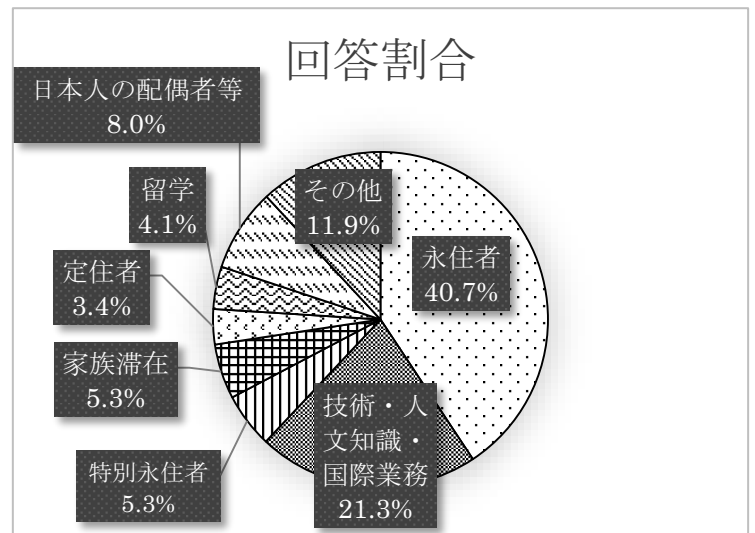 回答割合
日本人の配偶者等
8.0%
留学
4.1%
定住者
3.4%
家族滞在
5.3%
特別永住者
5.3%
その他
11.9%
永住者
40.7%
技術・人
文知識・
国際業務
21.3%